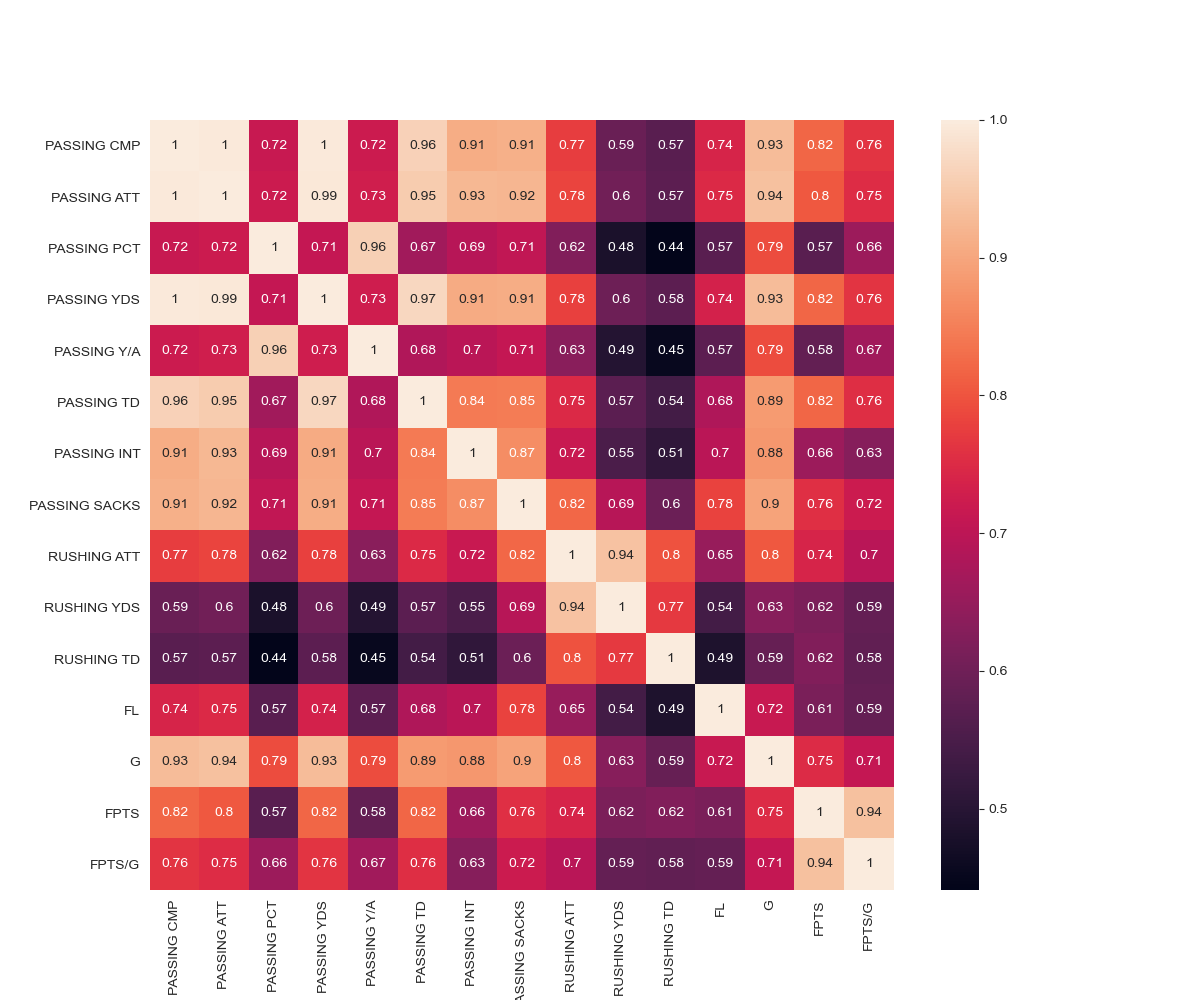 PASSING CMP 1 1 0.72 1 0.72 0.96 0.91 0.91 0.77 0.59 0.57 0.74 0.93 0.82 0.76
PASSING ATT 1 1 0.72 0.99 0.73 0.95 0.93 0.92 0.78 0.6 0.57 0.75 0.94 0.8 0.75
PASSING PCT 0.72 0.72 1 0.71 0.96 0.67 0.69 0.71 0.62 0.48 0.44 0.57 0.79 0.57 0.66
PASSING YDS 1 0.99 0.71 1 0.73 0.97 0.91 0.91 0.78 0.6 0.58 0.74 0.93 0.82 0.76
PASSING Y/A 0.72 0.73 0.96 0.73 1 0.68 0.7 0.71 0.63 0.49 0.45 0.57 0.79 0.58 0.67
PASSING TD 0.96 0.95 0.67 0.97 0.68 1 0.84 0.85 0.75 0.57 0.54 0.68 0.89 0.82 0.76
PASSING INT 0.91 0.93 0.69 0.91 0.7 0.84 1 0.87 0.72 0.55 0.51 0.7 0.88 0.66 0.63
PASSING SACKS 0.91 0.92 0.71 0.91 0.71 0.85 0.87 1 0.82 0.69 0.6 0.78 0.9 0.76 0.72
RUSHING ATT 0.77 0.78 0.62 0.78 0.63 0.75 0.72 0.82 1 0.94 0.8 0.65 0.8 0.74 0.7
RUSHING YDS 0.59 0.6 0.48 0.6 0.49 0.57 0.55 0.69 0.94 1 0.77 0.54 0.63 0.62 0.59
RUSHING TD 0.57 0.57 0.44 0.58 0.45 0.54 0.51 0.6 0.8 0.77 1 0.49 0.59 0.62 0.58
FL 0.74 0.75 0.57 0.74 0.57 0.68 0.7 0.78 0.65 0.54 0.49 1 0.72 0.61 0.59
G 0.93 0.94 0.79 0.93 0.79 0.89 0.88 0.9 0.8 0.63 0.59 0.72 1 0.75 0.71
FPTS 0.82 0.8 0.57 0.82 0.58 0.82 0.66 0.76 0.74 0.62 0.62 0.61 0.75 1 0.94
FPTS/G 0.76 0.75 0.66 0.76 0.67 0.76 0.63 0.72 0.7 0.59 0.58 0.59 0.71 0.94 1
PASSING CMP
PASSING ATT
PASSING PCT
PASSING YDS
PASSING Y/A
PASSING TD
PASSING INT
ASSING SACKS
RUSHING ATT
RUSHING YDS
RUSHING TD
FL
G
FPTS
FPTS/G
1.0
0.9
0.8
0.7
0.6
0.5